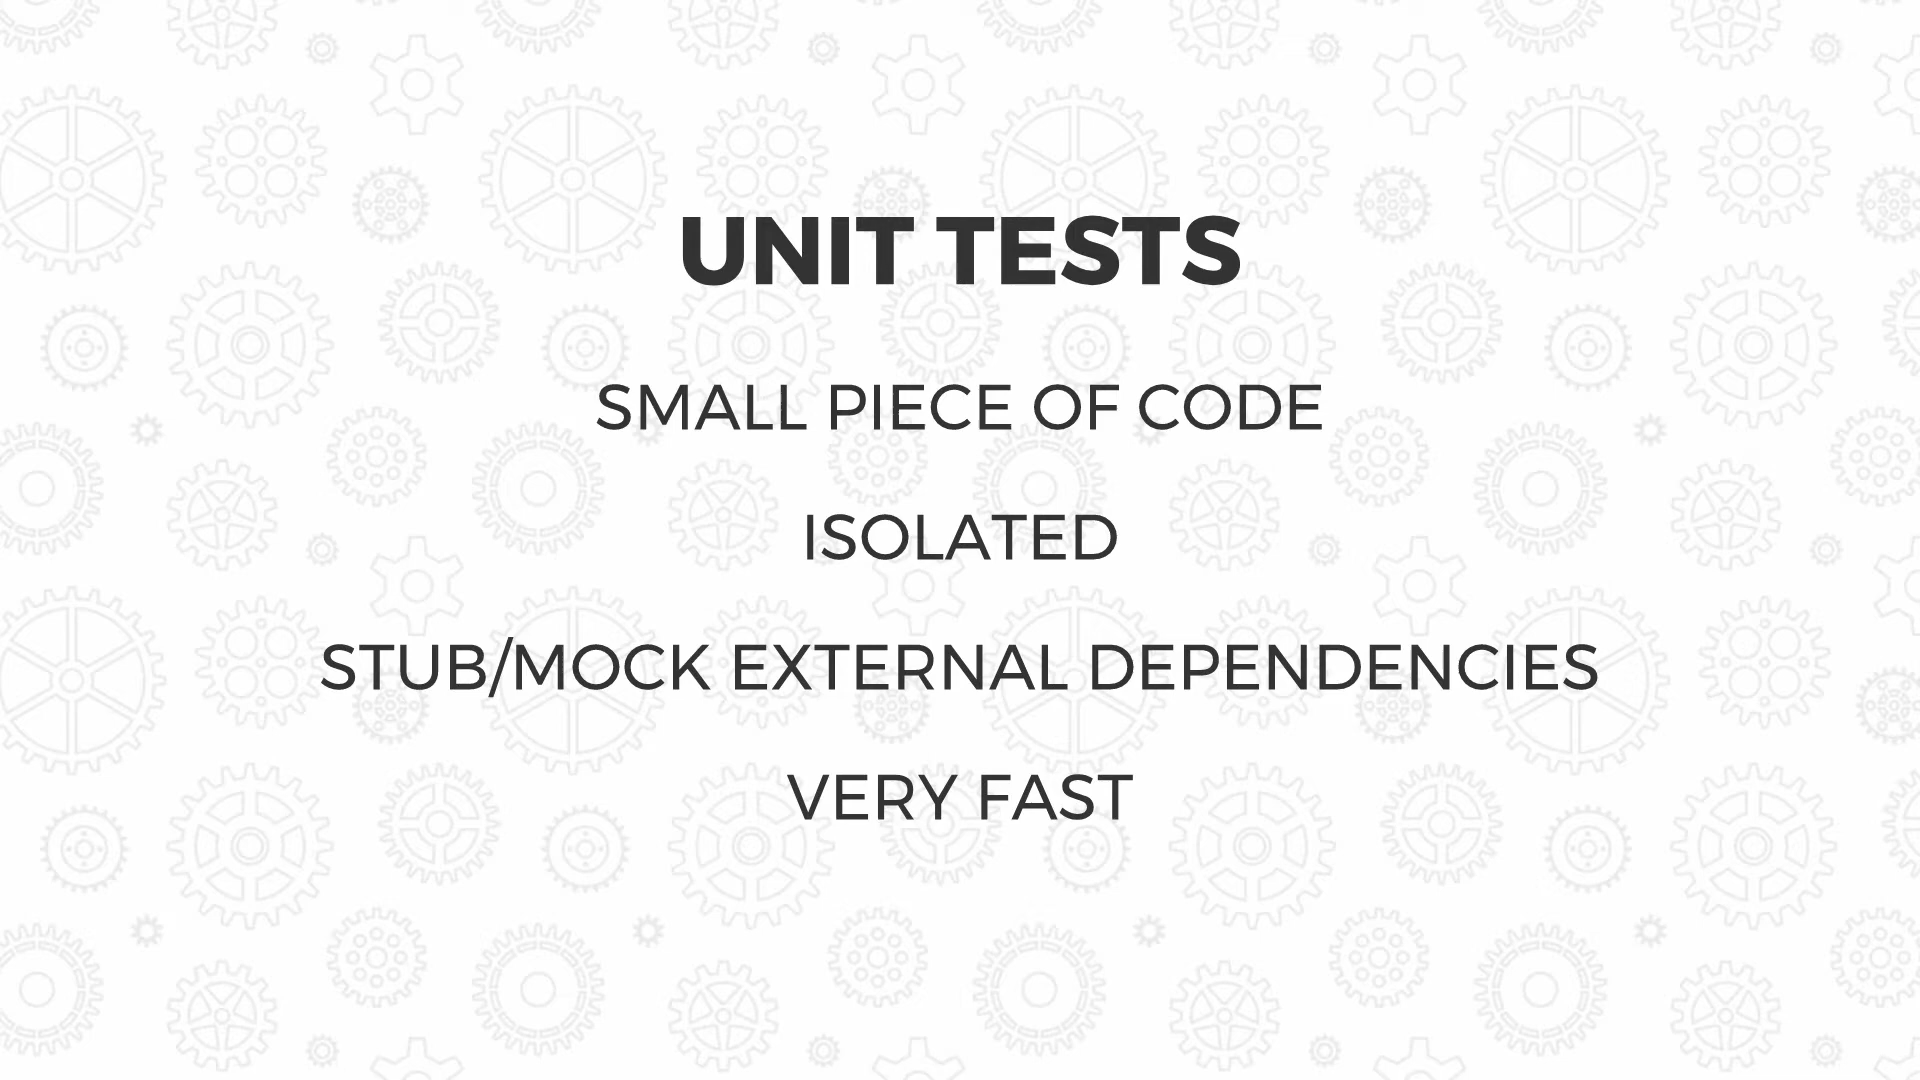 UNIT TESTS
SMALL PIECE OF CODE
ISOLATED
STUB/MOCK EXTERNAL DEPENDENCIES
VERY FAST